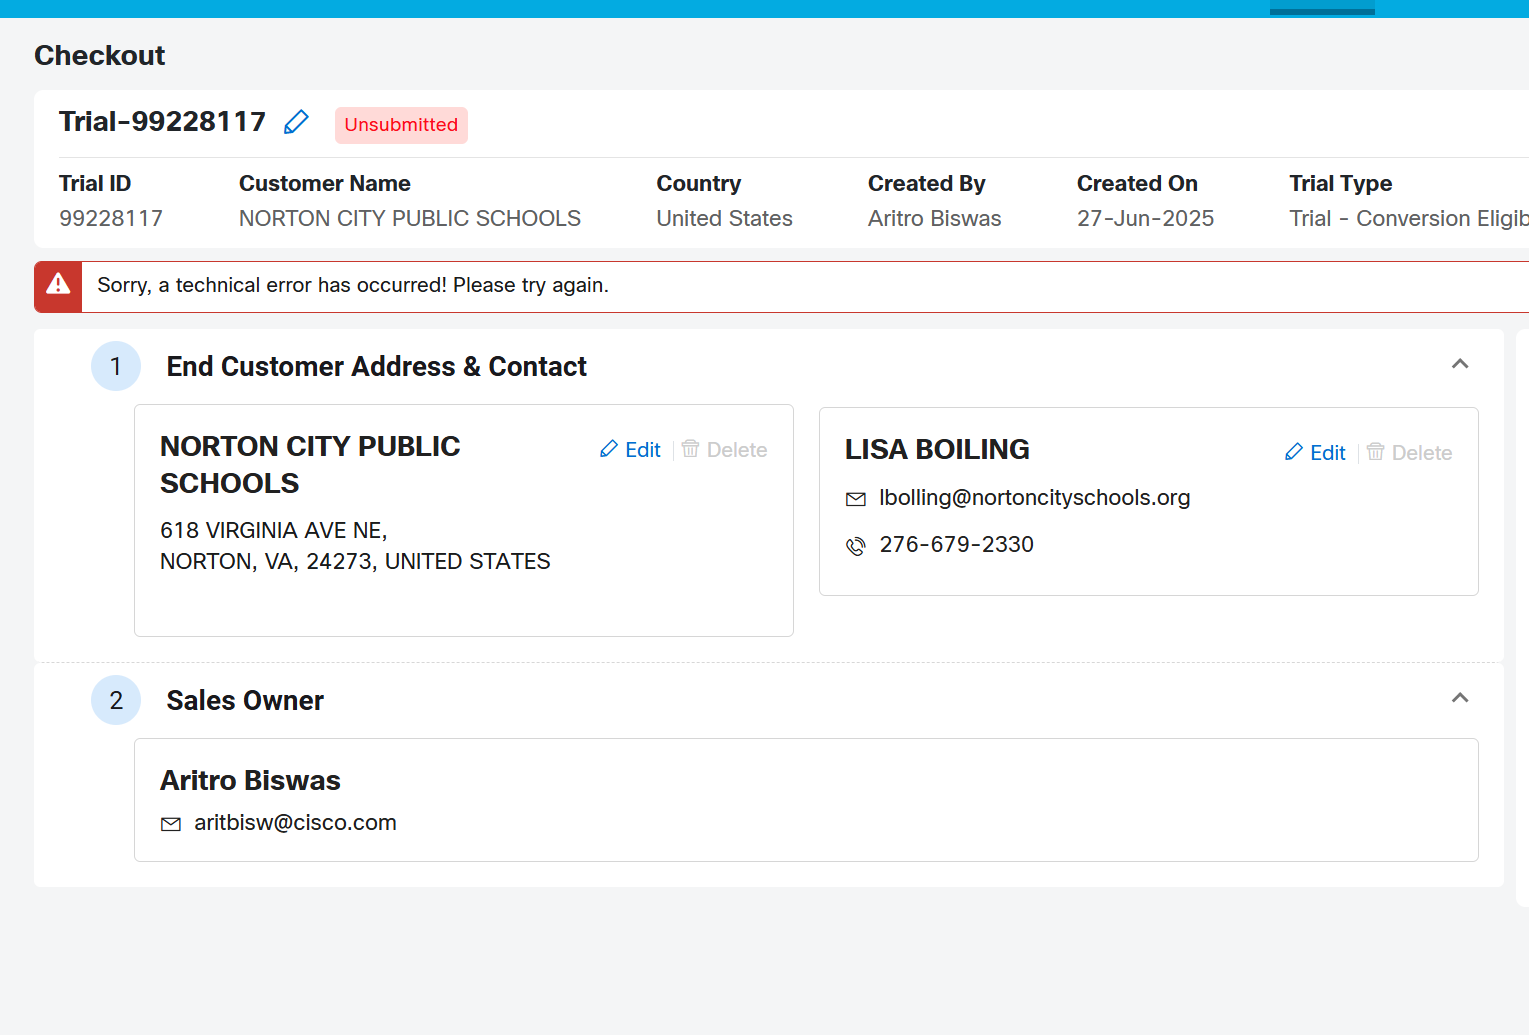 Checkout
Trial-99228117
Unsubmitted
Trial ID
Customer Name
Country
Created By
Created On
Trial Type
99228117
NORTON CITY PUBLIC SCHOOLS
United States
Aritro Biswas
27-Jun-2025
Trial - Conversion Eligib
Sorry, a technical error has occurred! Please try again.
1
End Customer Address & Contact
NORTON CITY PUBLIC
SCHOOLS
Edit
Delete
618 VIRGINIA AVE NE,
NORTON, VA, 24273, UNITED STATES
LISA BOILING
Edit
Delete
lbolling@nortoncityschools.org
276-679-2330
2
Sales Owner
Aritro Biswas
aritbisw@cisco.com